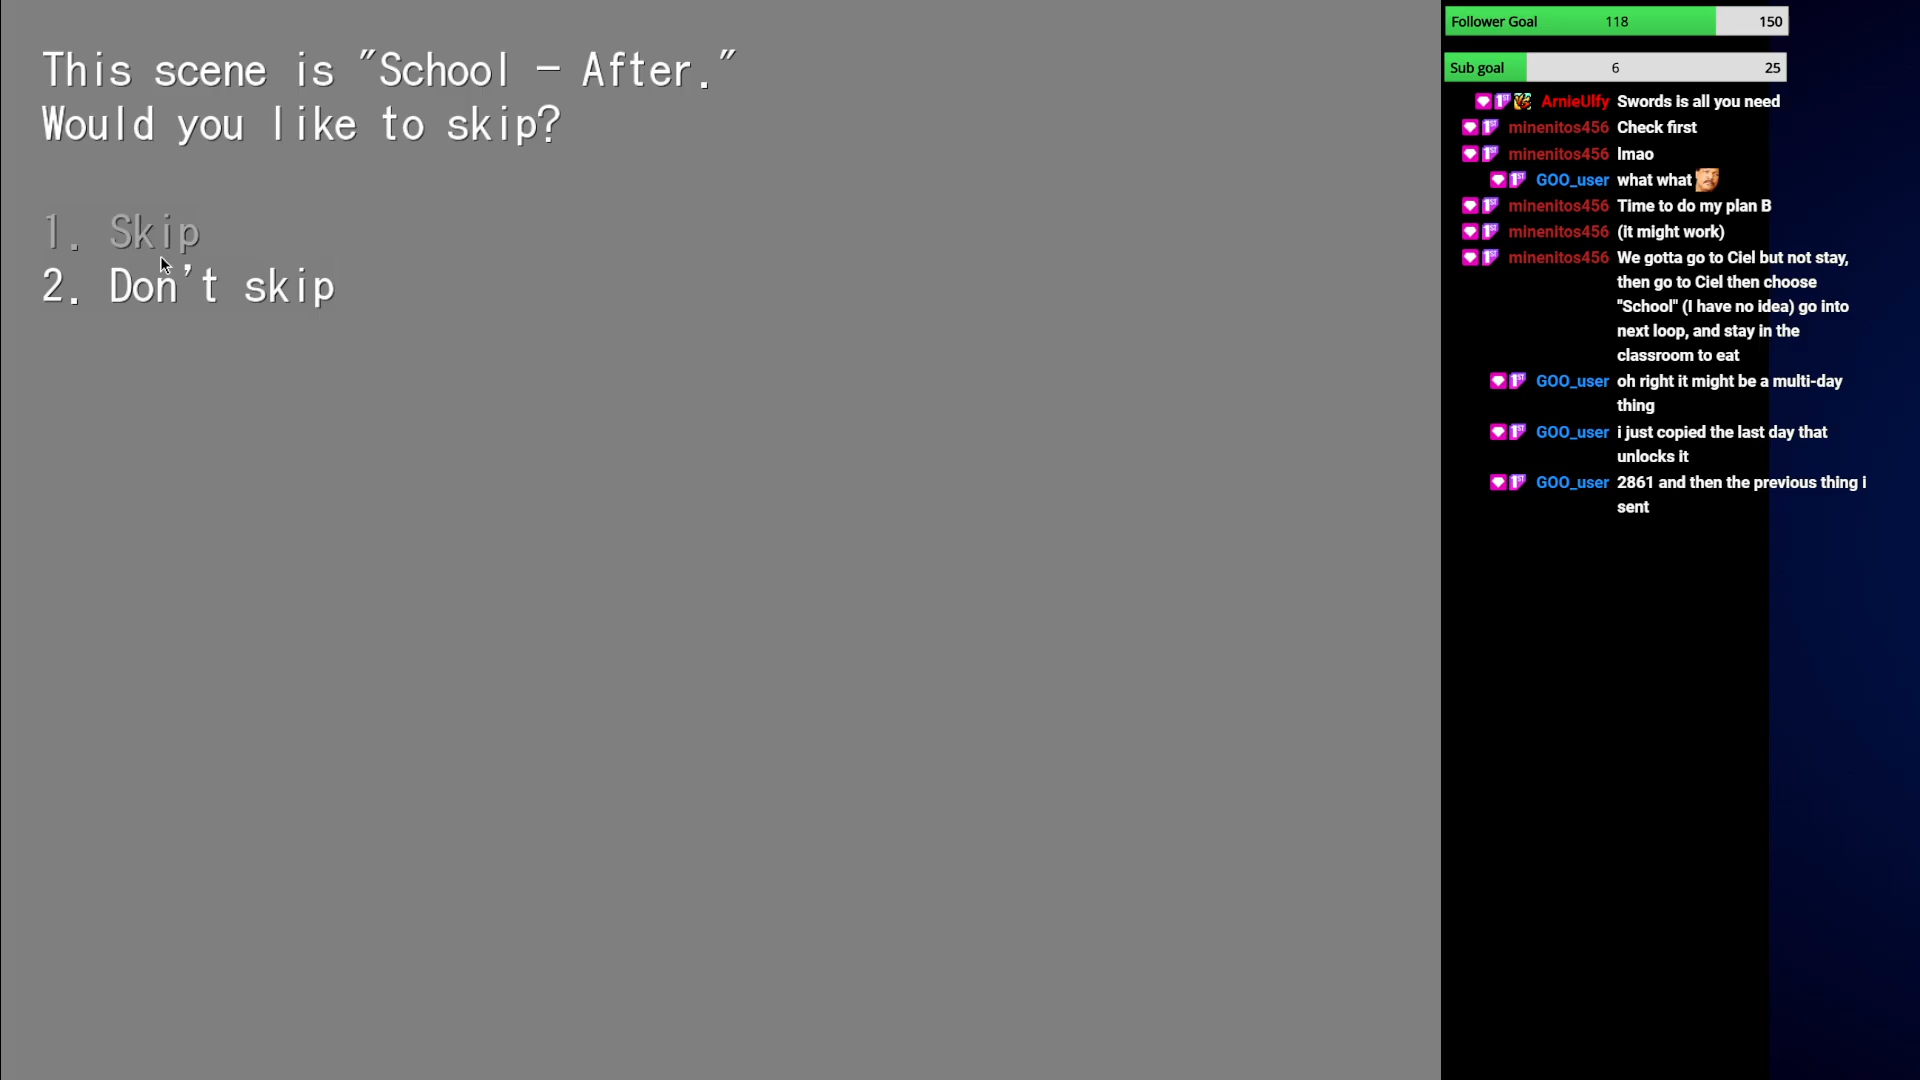 This scene is "School – After."
Would you like to skip?
1. Skip
2. Don't skip
Follower Goal 118 150
Sub goal 6 25
ArnieUlfy Swords is all you need
minenitos456 Check first
minenitos456 lmao
GOO_user what what
minenitos456 Time to do my plan B
minenitos456 (it might work)
minenitos456 We gotta go to Ciel but not stay,
then go to Ciel then choose
"School" (I have no idea) go into
next loop, and stay in the
classroom to eat
GOO_user oh right it might be a multi-day
thing
GOO_user i just copied the last day that
unlocks it
GOO_user 2861 and then the previous thing i
sent